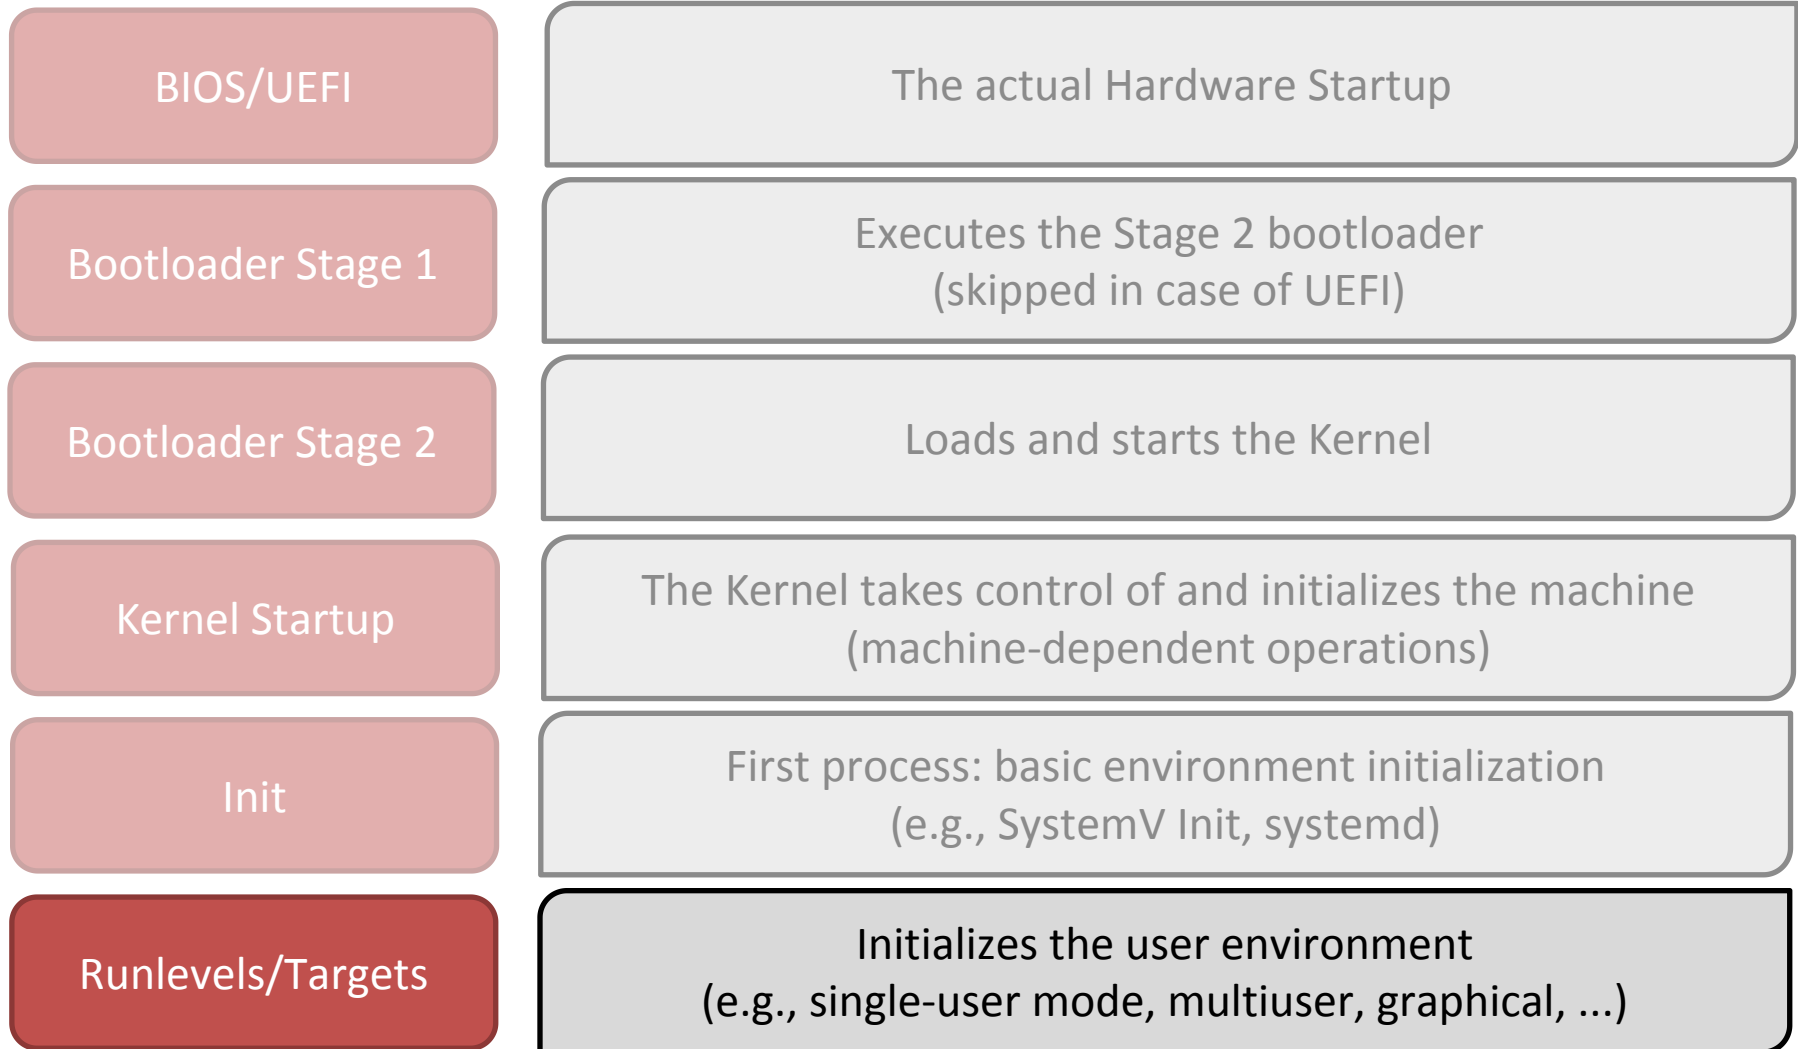 BIOS/UEFI
The actual Hardware Startup
Bootloader Stage 1
Executes the Stage 2 bootloader
(skipped in case of UEFI)
Bootloader Stage 2
Loads and starts the Kernel
Kernel Startup
The Kernel takes control of and initializes the machine
(machine-dependent operations)
Init
First process: basic environment initialization
(e.g., SystemV Init, systemd)
Runlevels/Targets
Initializes the user environment
(e.g., single-user mode, multiuser, graphical, ...)